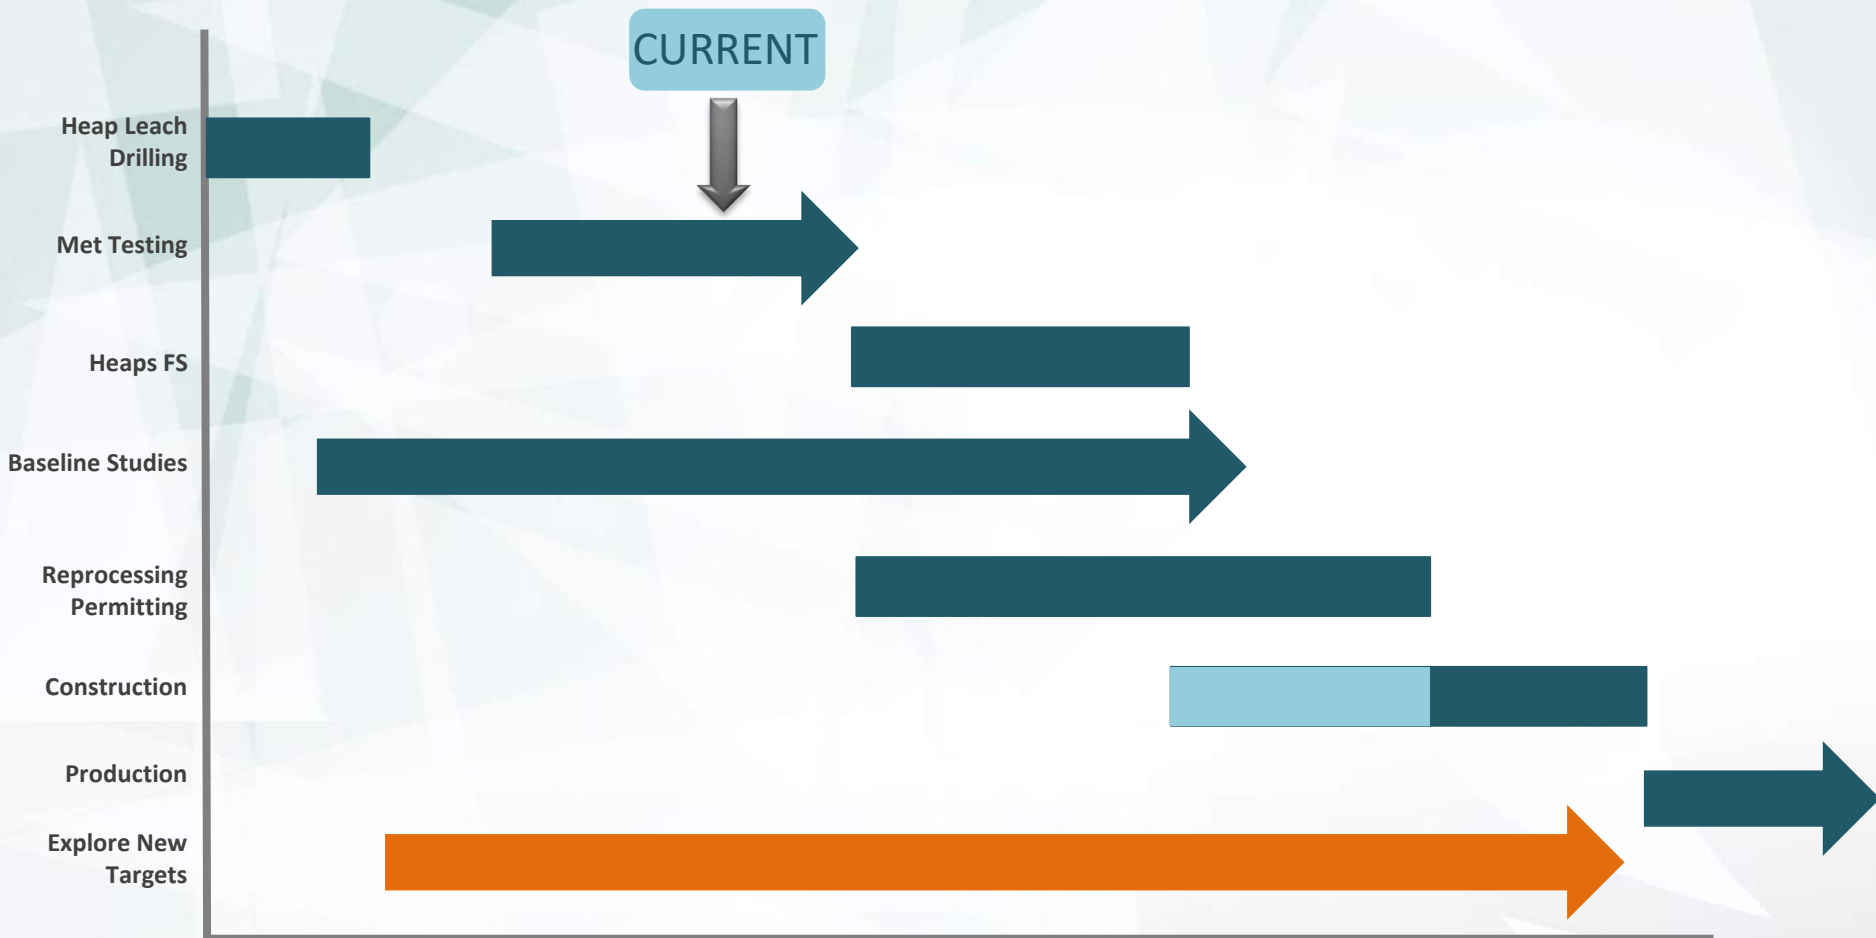 CURRENT
Heap Leach
Drilling
Met Testing
Heaps FS
Baseline Studies
Reprocessing
Permitting
Construction
Production
Explore New
Targets